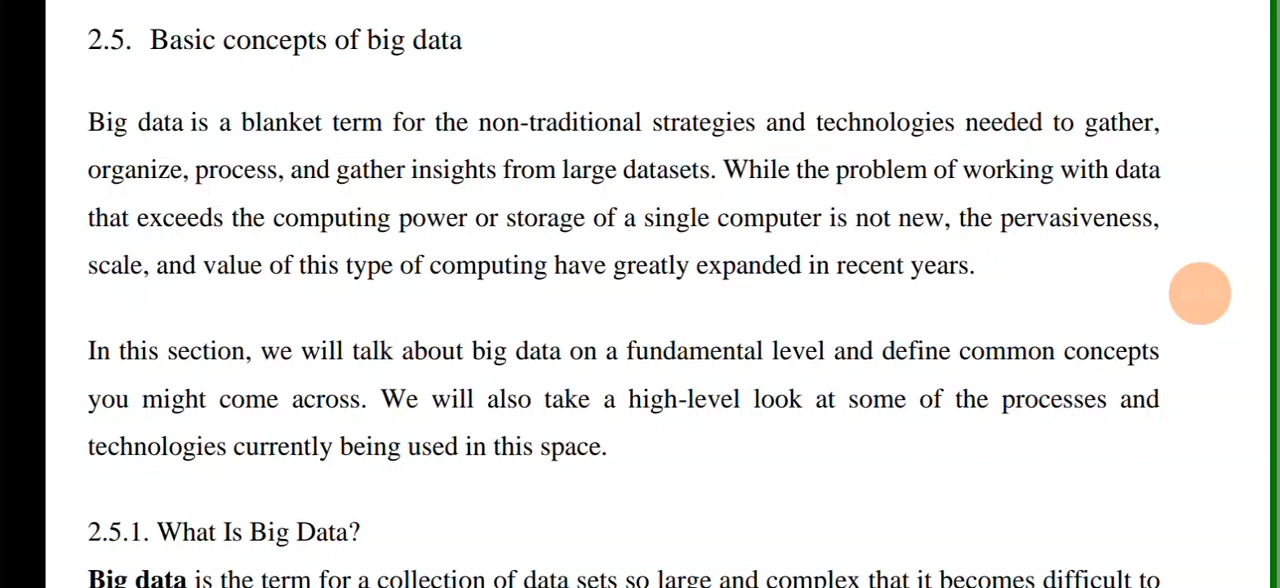 2.5. Basic concepts of big data
Big data is a blanket term for the non-traditional strategies and technologies needed to gather,
organize, process, and gather insights from large datasets. While the problem of working with data
that exceeds the computing power or storage of a single computer is not new, the pervasiveness,
scale, and value of this type of computing have greatly expanded in recent years.
In this section, we will talk about big data on a fundamental level and define common concepts
you might come across. We will also take a high-level look at some of the processes and
technologies currently being used in this space.
2.5.1. What Is Big Data?
Big data is the term for a collection of data sets so large and complex that it becomes difficult to